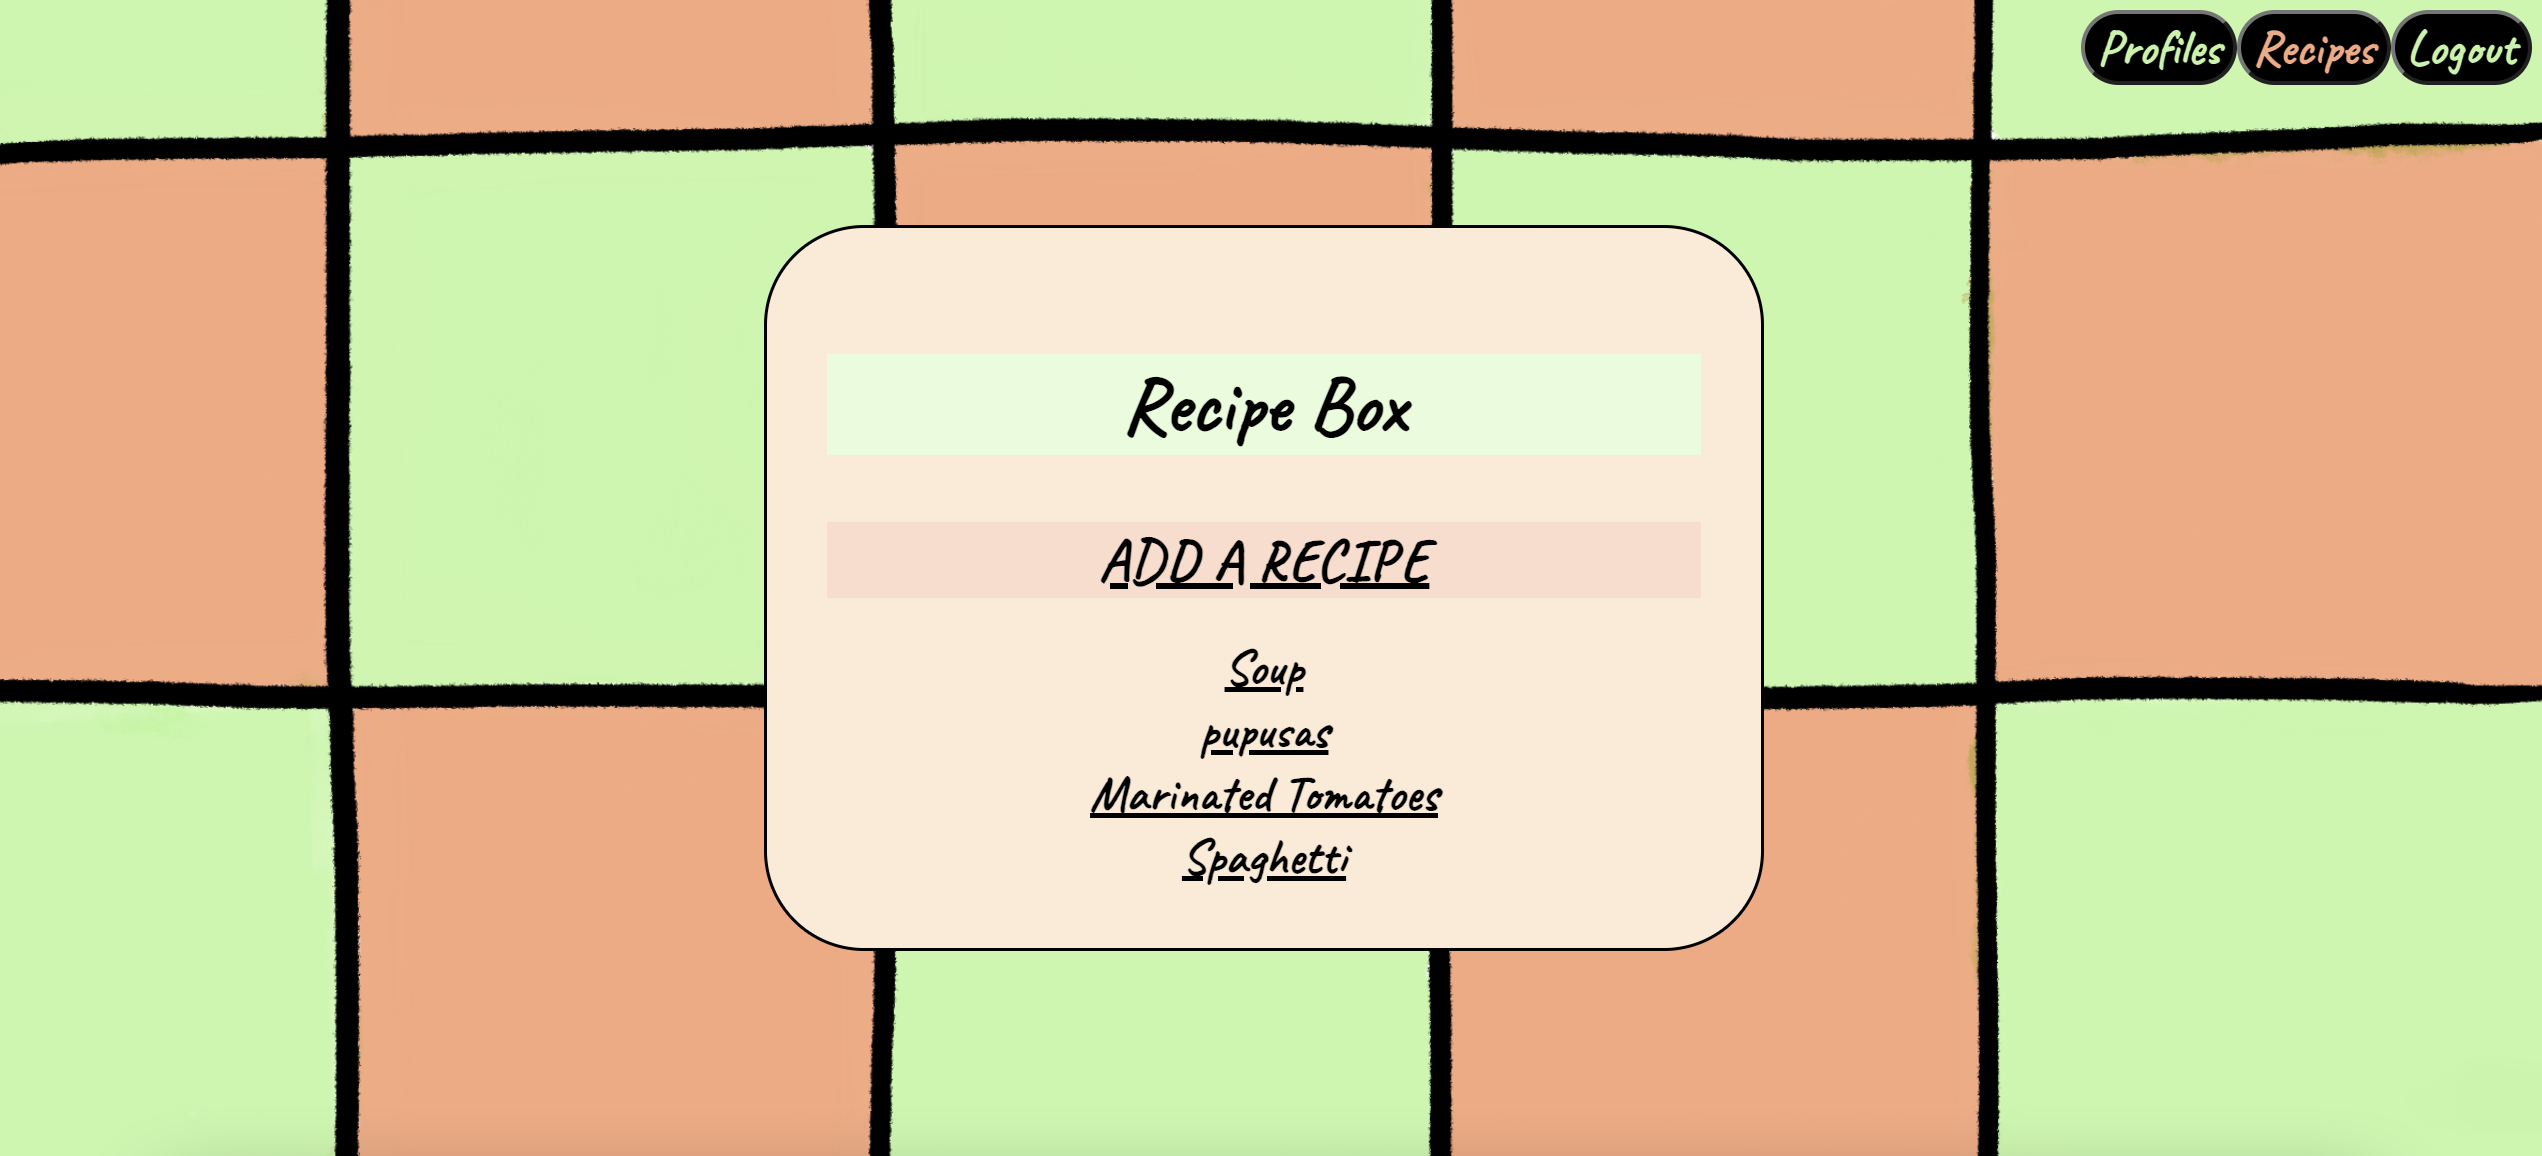 Profiles Recipes Logout
Recipe Box
ADD A RECIPE
Soup
pupusas
Marinated Tomatoes
Spaghetti